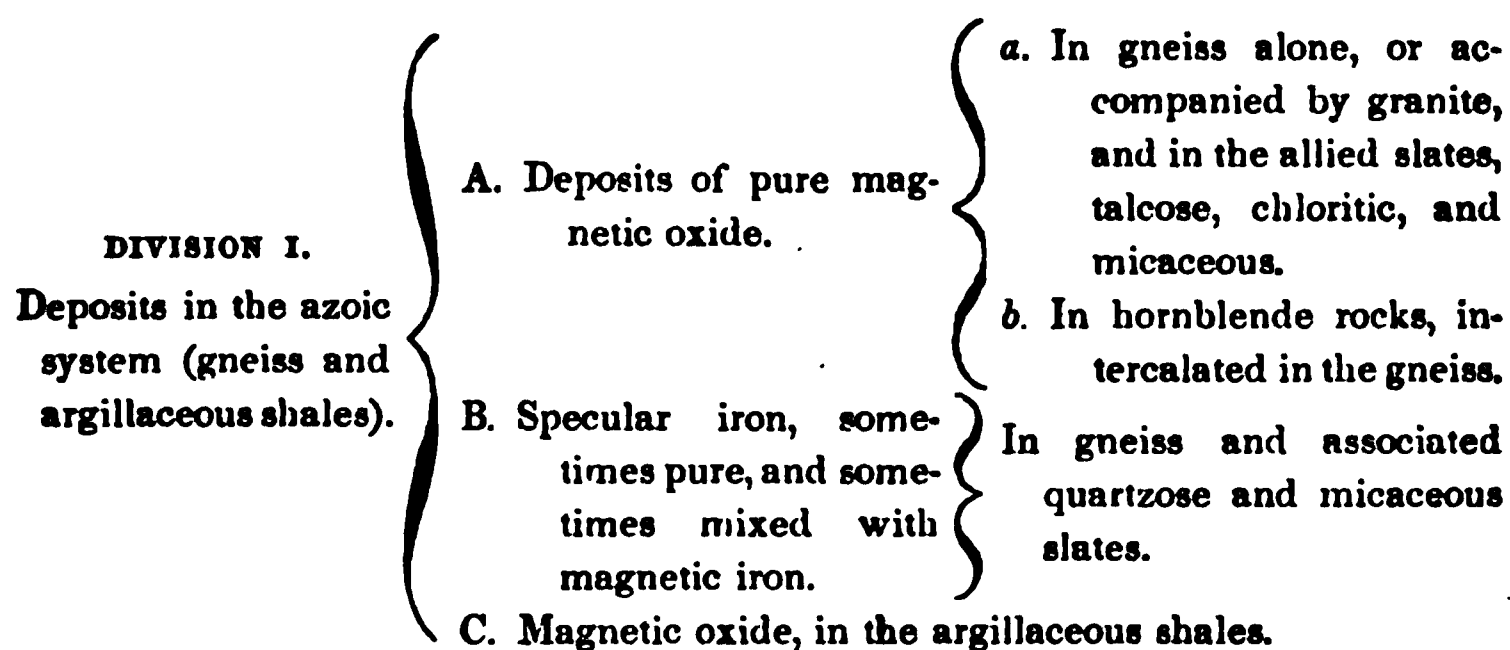 DIVISION I.
Deposits in the azoic
system (gneiss and
argillaceous shales).
A. Deposits of pure mag-
netic oxide.
a. In gneiss alone, or ac-
companied by granite,
and in the allied slates,
talcose, chloritic, and
micaceous.
b. In hornblende rocks, in-
tercalated in the gneiss.
B. Specular iron, some-
times pure, and some-
times mixed with
magnetic iron.
In gneiss and associated
quartzose and micaceous
slates.
C. Magnetic oxide, in the argillaceous shales.